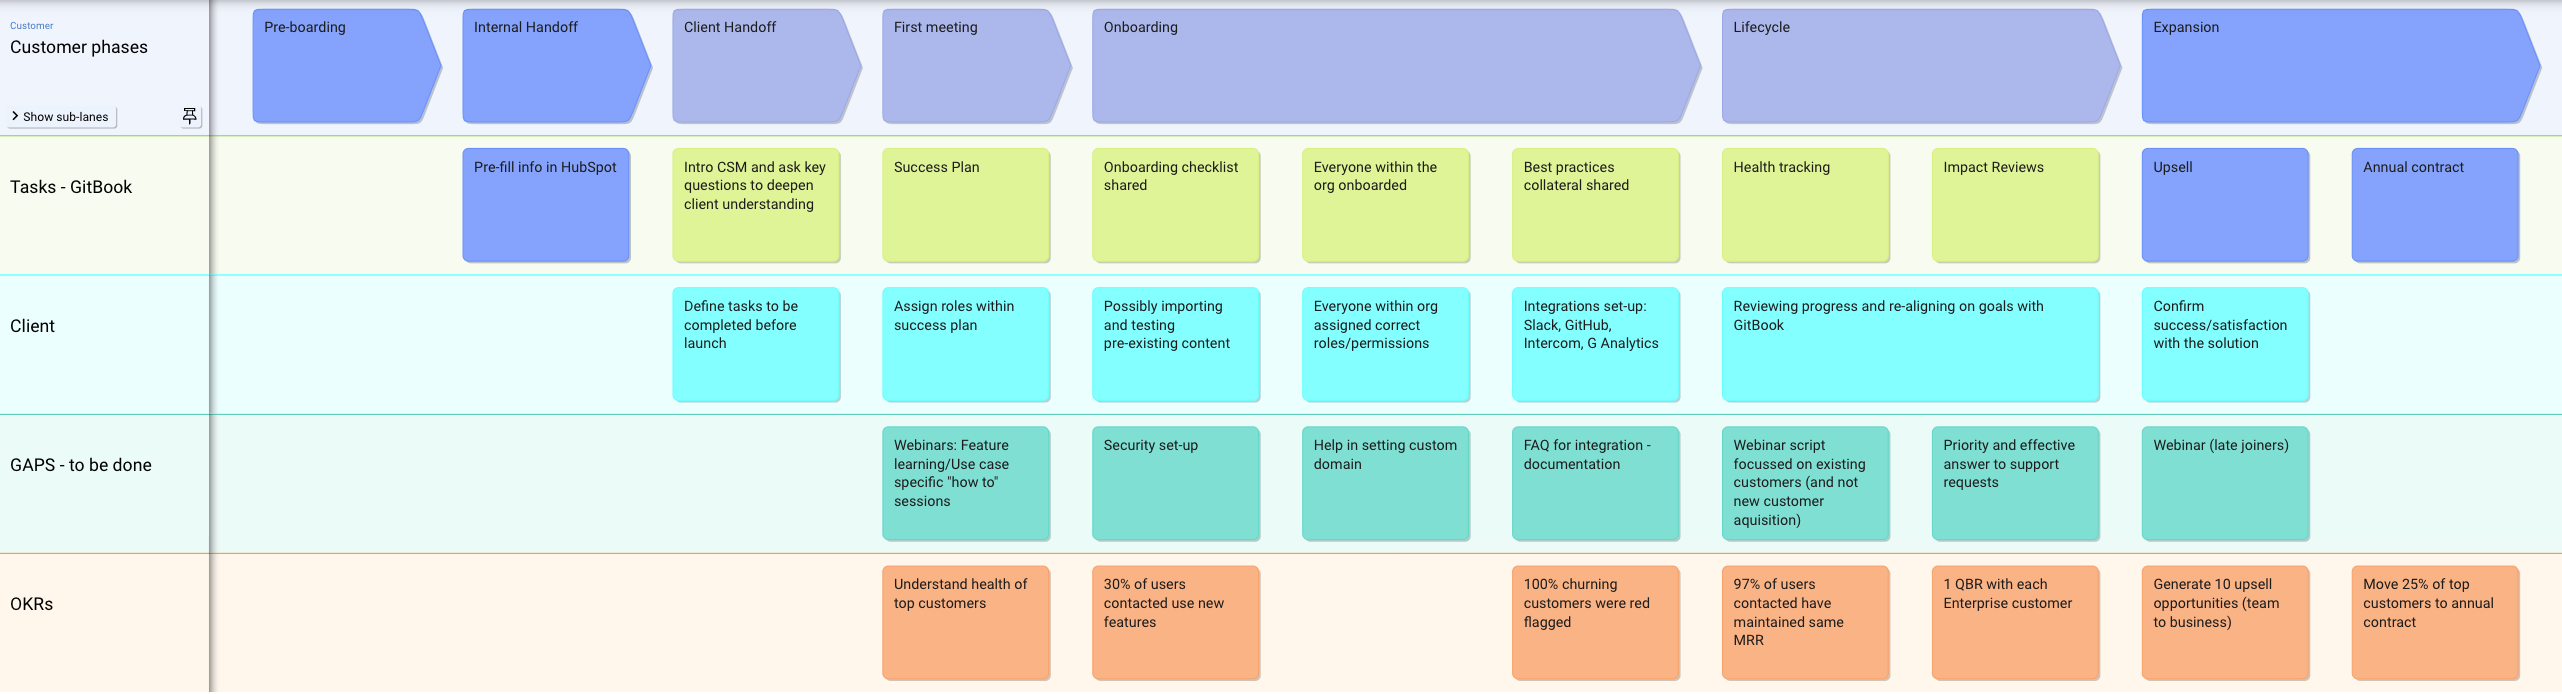 Customer
Customer phases
Show sub-lanes
Pre-boarding
Internal Handoff
Client Handoff
First meeting
Onboarding
Lifecycle
Expansion
Tasks - GitBook
Pre-fill info in HubSpot
Intro CSM and ask key
questions to deepen
client understanding
Success Plan
Onboarding checklist
shared
Everyone within the
org onboarded
Best practices
collateral shared
Health tracking
Impact Reviews
Upsell
Annual contract
Client
Define tasks to be
completed before
launch
Assign roles within
success plan
Possibly importing
and testing
pre-existing content
Everyone within org
assigned correct
roles/permissions
Integrations set-up:
Slack, GitHub,
Intercom, G Analytics
Reviewing progress and re-aligning on goals with
GitBook
Confirm
success/satisfaction
with the solution
GAPS - to be done
Webinars: Feature
learning/Use case
specific "how to"
sessions
Security set-up
Help in setting custom
domain
FAQ for integration -
documentation
Webinar script
focussed on existing
customers (and not
new customer
aquisition)
Priority and effective
answer to support
requests
Webinar (late joiners)
OKRs
Understand health of
top customers
30% of users
contacted use new
features
100% churning
customers were red
flagged
97% of users
contacted have
maintained same
MRR
1 QBR with each
Enterprise customer
Generate 10 upsell
opportunities (team
to business)
Move 25% of top
customers to annual
contract